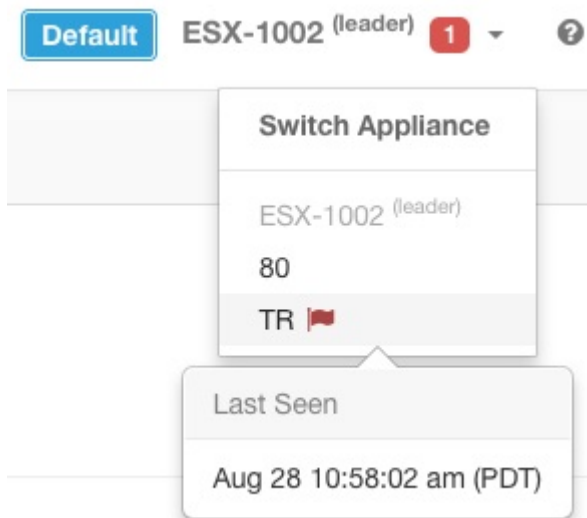 Default ESX-1002 (leader) 1
Switch Appliance
ESX-1002 (leader)
80
TR
Last Seen
Aug 28 10:58:02 am (PDT)